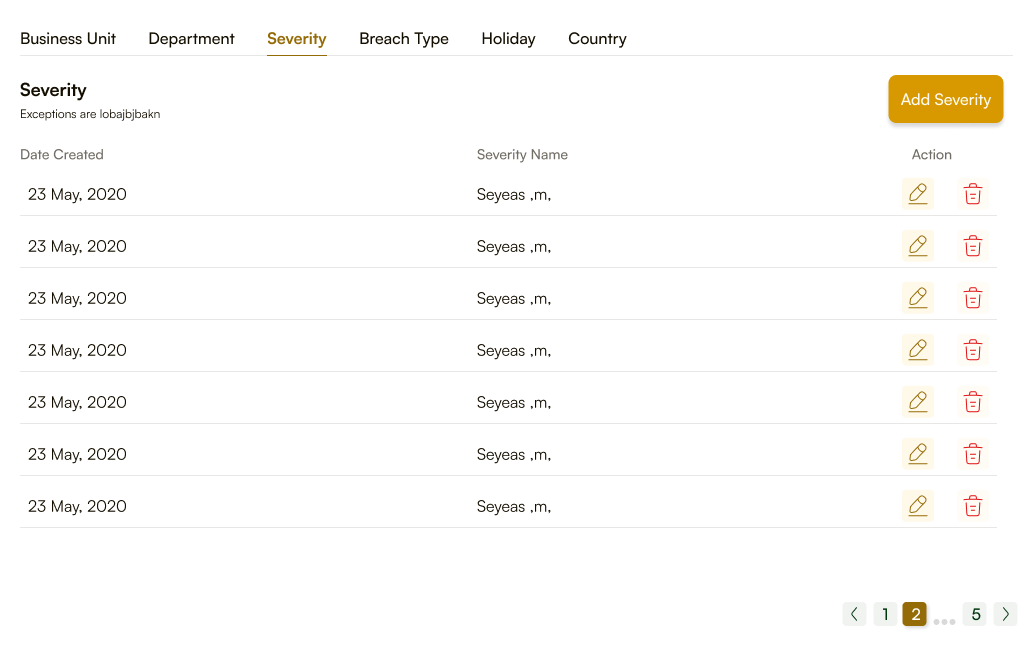 Business Unit Department Severity Breach Type Holiday Country
Severity
Exceptions are lobajbjbakn
Add Severity
Date Created Severity Name Action
23 May, 2020 Seyeas ,m,
23 May, 2020 Seyeas ,m,
23 May, 2020 Seyeas ,m,
23 May, 2020 Seyeas ,m,
23 May, 2020 Seyeas ,m,
23 May, 2020 Seyeas ,m,
23 May, 2020 Seyeas ,m,
1 2 ... 5